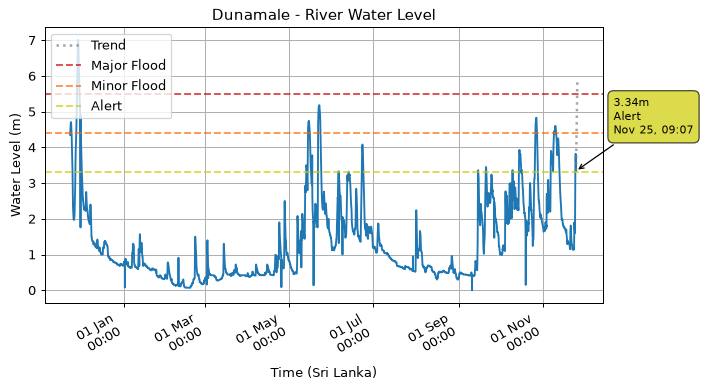 Dunamale - River Water Level
Trend
Major Flood
Minor Flood
Alert
3.34m
Alert
Nov 25, 09:07
Water Level (m)
7
6
5
4
3
2
1
0
01 Jan
00:00
01 Mar
00:00
01 May
00:00
01 Jul
00:00
01 Sep
00:00
01 Nov
00:00
Time (Sri Lanka)